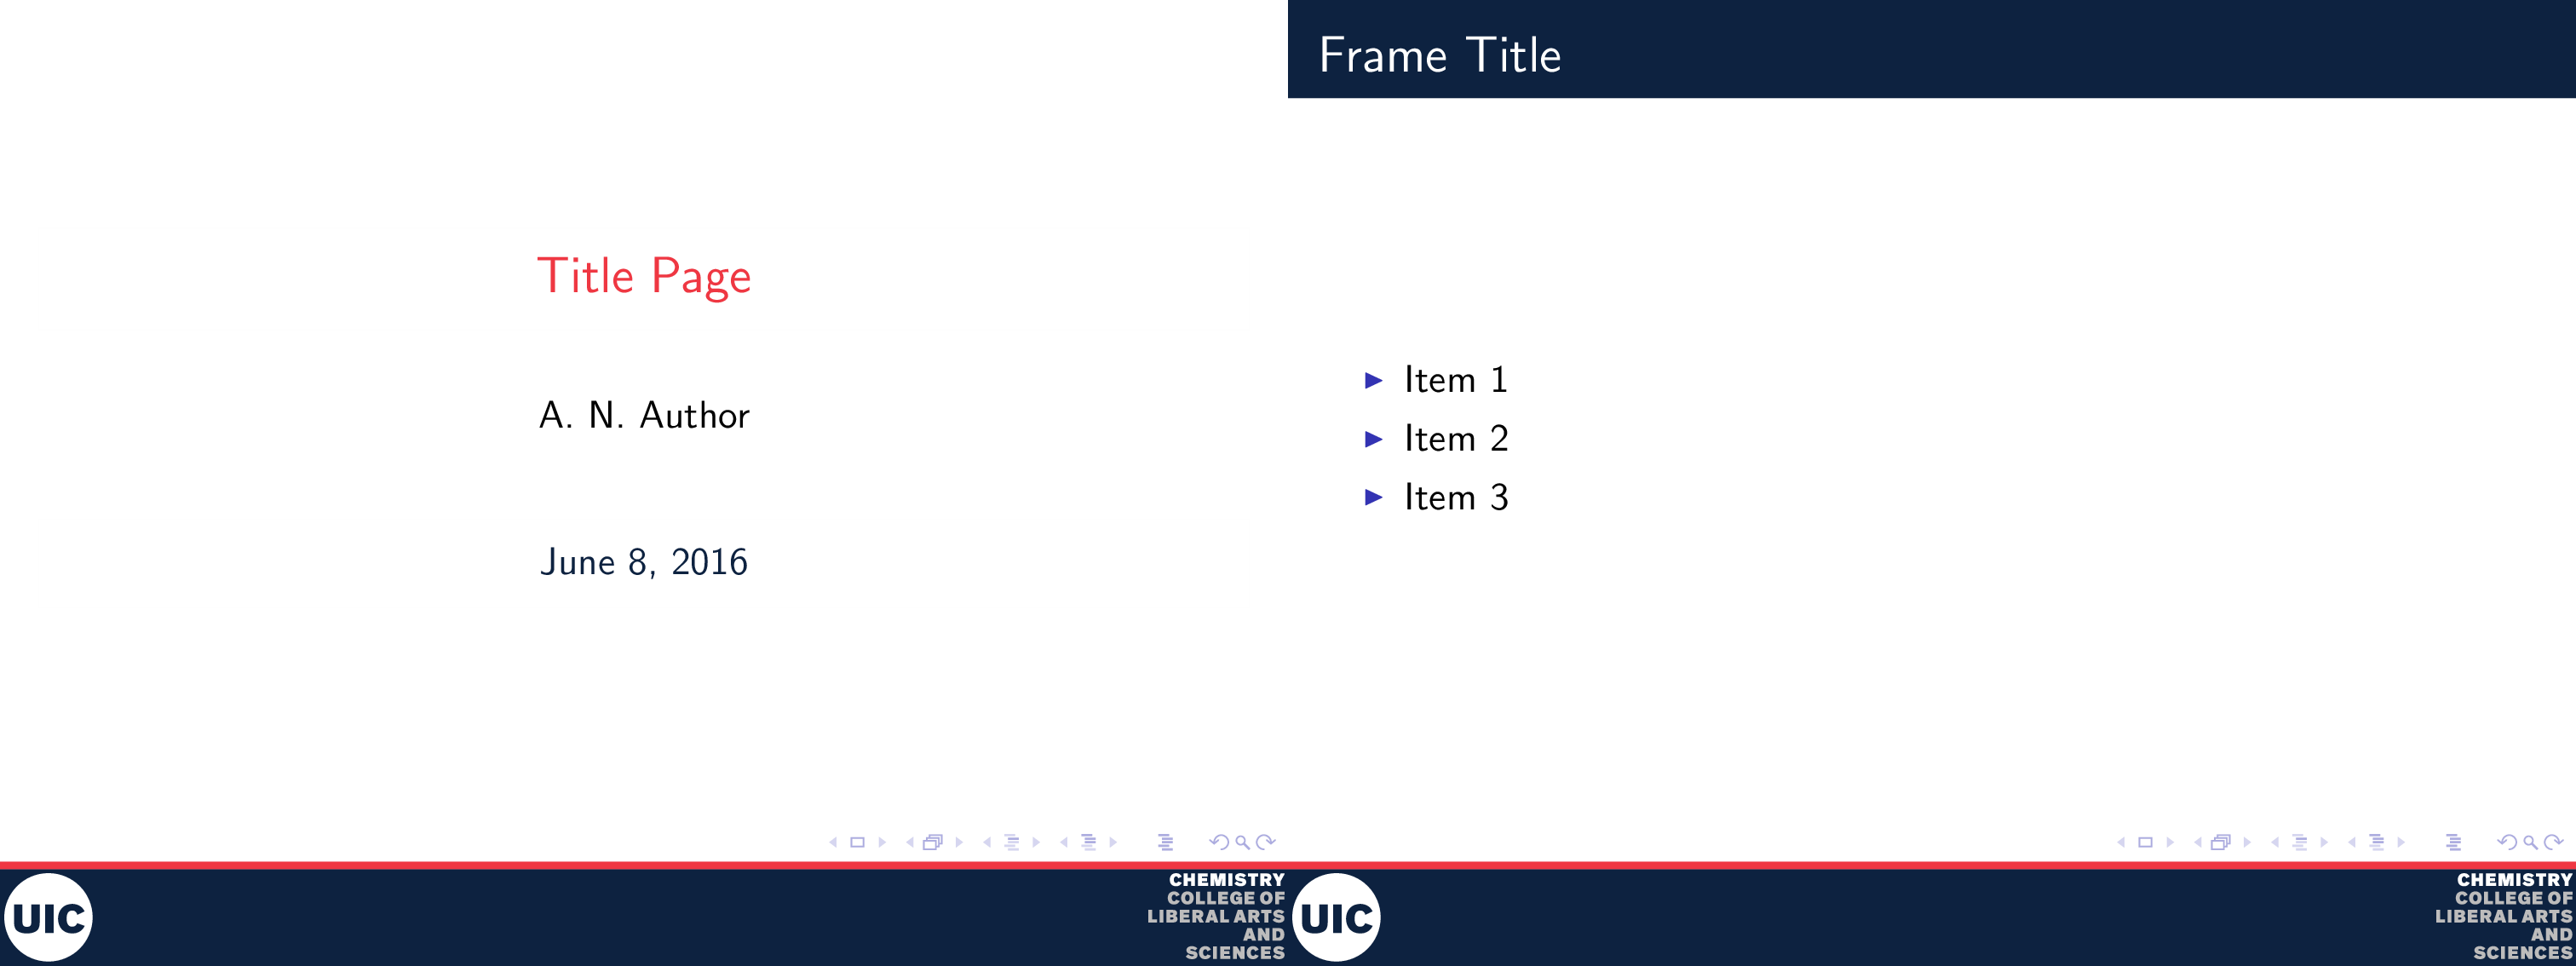 Title Page
A. N. Author
June 8, 2016
UIC
CHEMISTRY
COLLEGE OF
LIBERAL ARTS
AND
SCIENCES
Frame Title
Item 1
Item 2
Item 3
UIC
CHEMISTRY
COLLEGE OF
LIBERAL ARTS
AND
SCIENCES